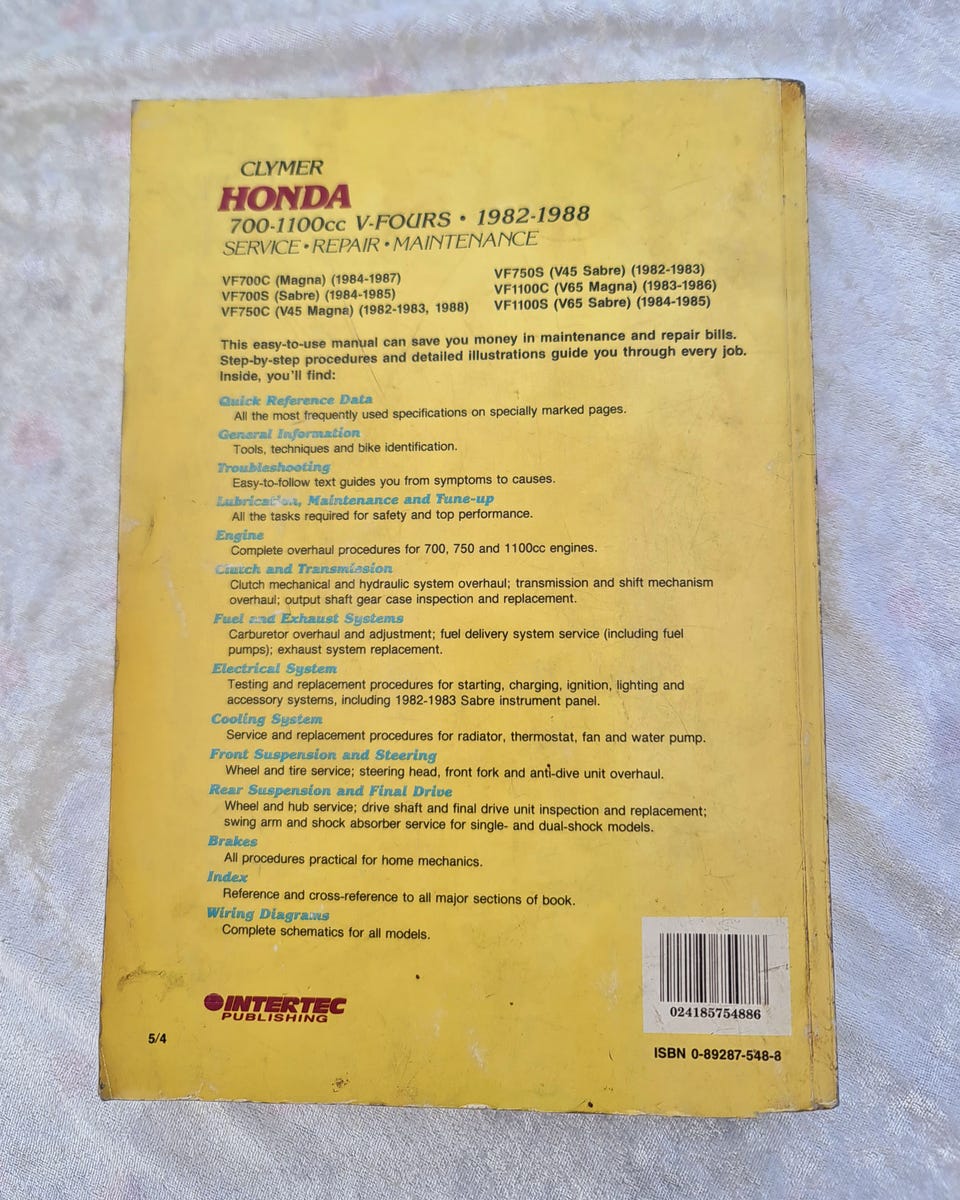 CLYMER
HONDA
700-1100cc V-FOURS • 1982-1988
SERVICE • REPAIR • MAINTENANCE
VF700C (Magna) (1984-1987)
VF700S (Sabre) (1984-1985)
VF750C (V45 Magna) (1982-1983, 1988)
VF750S (V45 Sabre) (1982-1983)
VF1100C (V65 Magna) (1983-1986)
VF1100S (V65 Sabre) (1984-1985)
This easy-to-use manual can save you money in maintenance and repair bills.
Step-by-step procedures and detailed illustrations guide you through every job.
Inside, you'll find:
Quick Reference Data
All the most frequently used specifications on specially marked pages.
General Information
Tools, techniques and bike identification.
Troubleshooting
Easy-to-follow text guides you from symptoms to causes.
Lubrication, Maintenance and Tune-up
All the tasks required for safety and top performance.
Engine
Complete overhaul procedures for 700, 750 and 1100cc engines.
Clutch and Transmission
Clutch mechanical and hydraulic system overhaul; transmission and shift mechanism
overhaul; output shaft gear case inspection and replacement.
Fuel and Exhaust Systems
Carburetor overhaul and adjustment; fuel delivery system service (including fuel
pumps); exhaust system replacement.
Electrical System
Testing and replacement procedures for starting, charging, ignition, lighting and
accessory systems, including 1982-1983 Sabre instrument panel.
Cooling System
Service and replacement procedures for radiator, thermostat, fan and water pump.
Front Suspension and Steering
Wheel and tire service; steering head, front fork and anti-dive unit overhaul.
Rear Suspension and Final Drive
Wheel and hub service; drive shaft and final drive unit inspection and replacement;
swing arm and shock absorber service for single- and dual-shock models.
Brakes
All procedures practical for home mechanics.
Index
Reference and cross-reference to all major sections of book.
Wiring Diagrams
Complete schematics for all models.
INTERTEC
PUBLISHING
5/4
024185754886
ISBN 0-89287-548-8